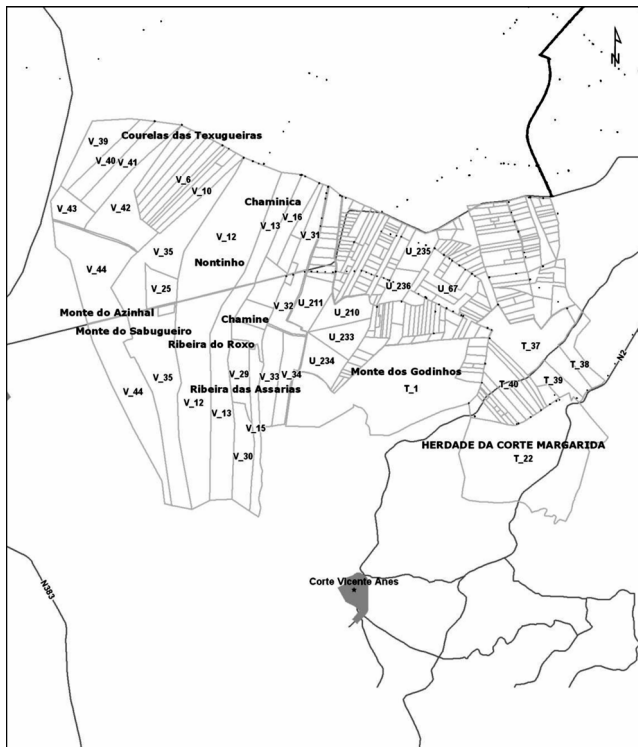 N
V_39
Courelas das Texugueiras
V_40
V_41
V_6
V_10
V_43
V_42
Chaminica
V_16
V_13
V_31
V_12
V_35
U_235
Nontinho
V_44
V_25
U_236
U_67
V_32
U_211
Monte do Azinhal
Chamine
U_210
Monte do Sabugueiro
U_233
Ribeira do Roxo
T_37
U_234
T_38
N2
V_35
V_29
V_33
V_34
Monte dos Godinhos
T_39
V_44
Ribeira das Assarias
T_1
T_40
V_12
V_13
V_15
HERDADE DA CORTE MARGARIDA
V_30
T_22
Corte Vicente Anes
N383